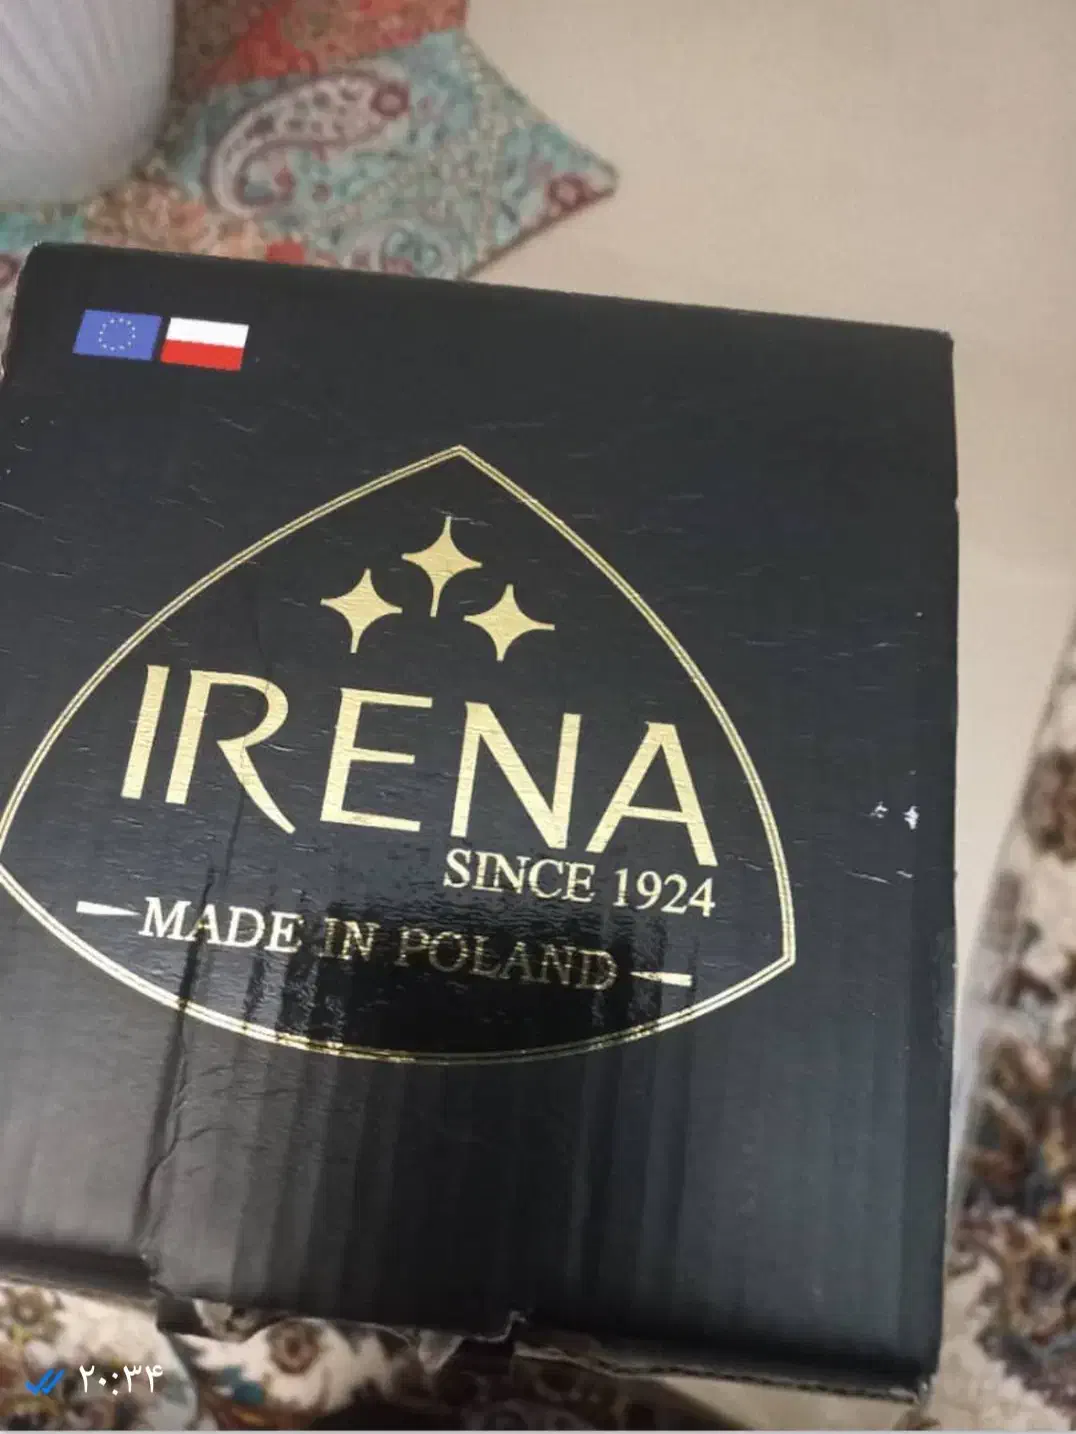 IRENA
SINCE 1924
MADE IN POLAND
۲۰:۳۴